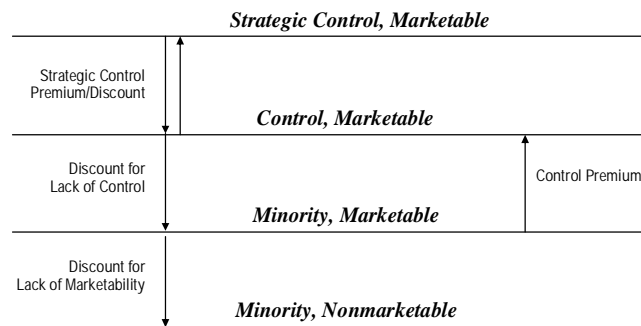 Strategic Control, Marketable
Strategic Control
Premium/Discount
Control, Marketable
Discount for
Lack of Control
Control Premium
Minority, Marketable
Discount for
Lack of Marketability
Minority, Nonmarketable